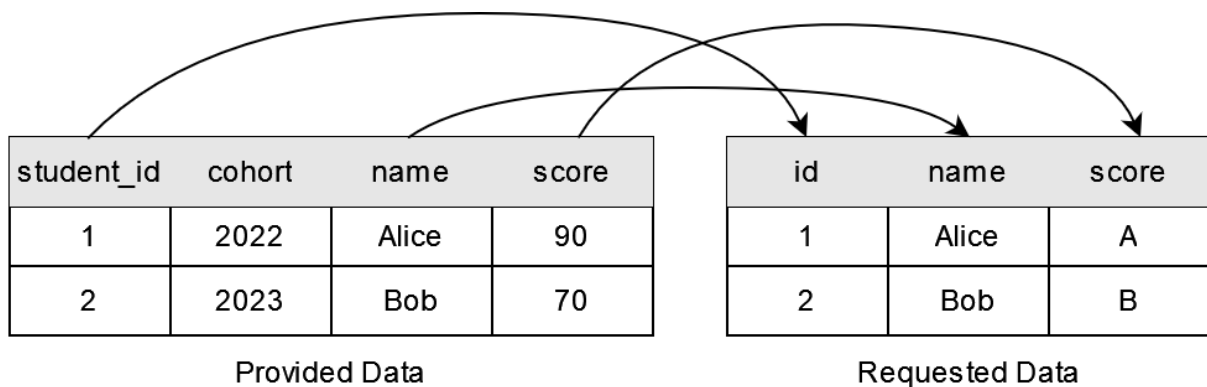 student_id cohort name score
1 2022 Alice 90
2 2023 Bob 70
Provided Data
id name score
1 Alice A
2 Bob B
Requested Data